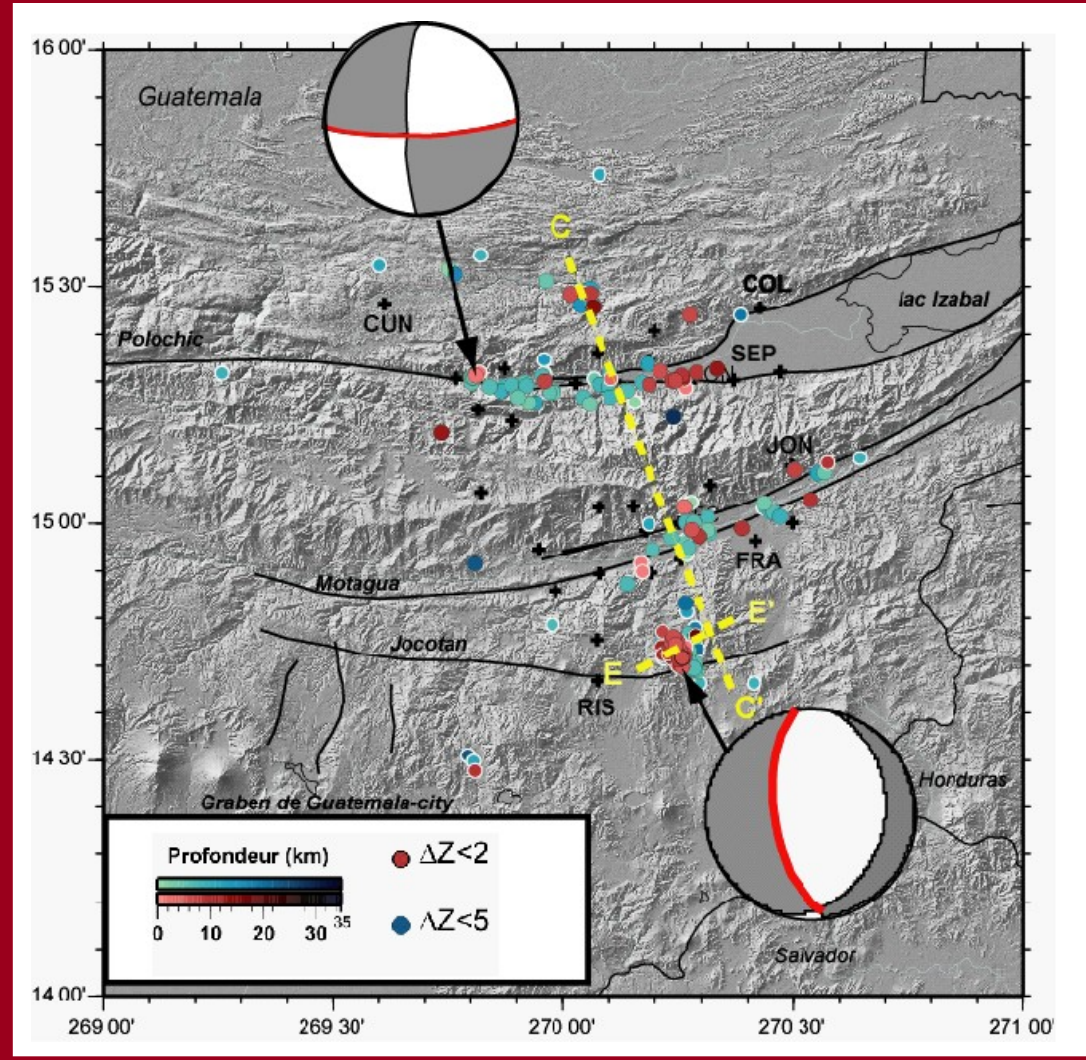 16 00'
Guatemala
C
15 30'
CUN
COL
lac Izabal
Polochic
SEP
JON
15 00'
FRA
Motagua
E'
Jocotan
E
RIS
C'
14 30'
Honduras
Graben de Guatemala-city
Profondeur (km)
ΔZ<2
0 10 20 30 35
ΔZ<5
Salvador
14 00'
269 00' 269 30' 270 00' 270 30' 271 00'